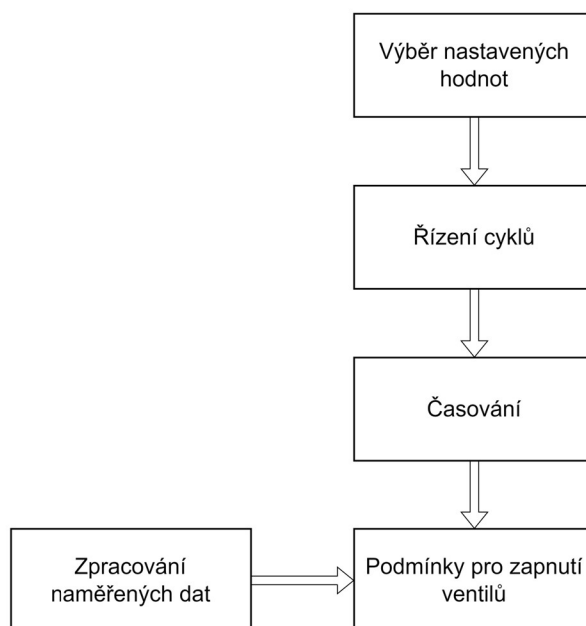 Výběr nastavených
hodnot
Řízení cyklů
Časování
Zpracování
naměřených dat
Podmínky pro zapnutí
ventilů